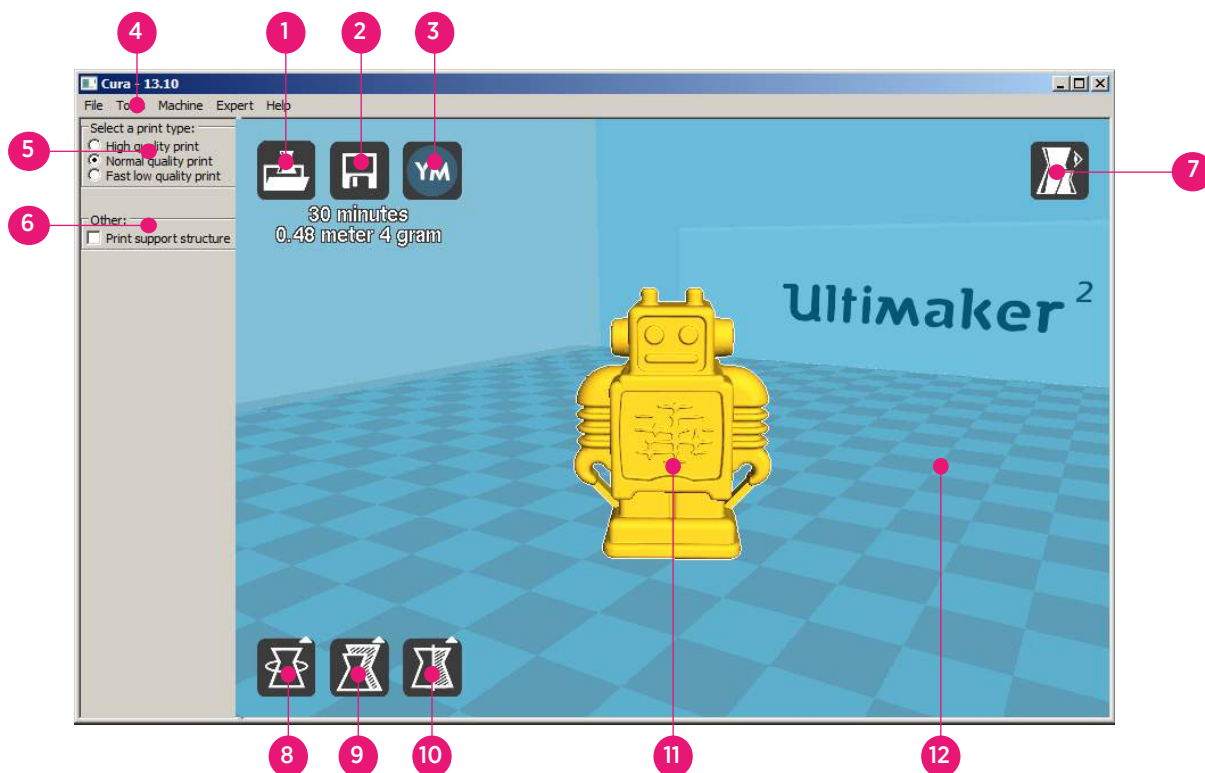 4
1
2
3
Cura - 13.10
File Tools Machine Expert Help
Select a print type:
High quality print
Normal quality print
Fast low quality print
5
YM
7
30 minutes
0.48 meter 4 gram
Other:
6
Print support structure
Ultimaker 2
8
9
10
11
12